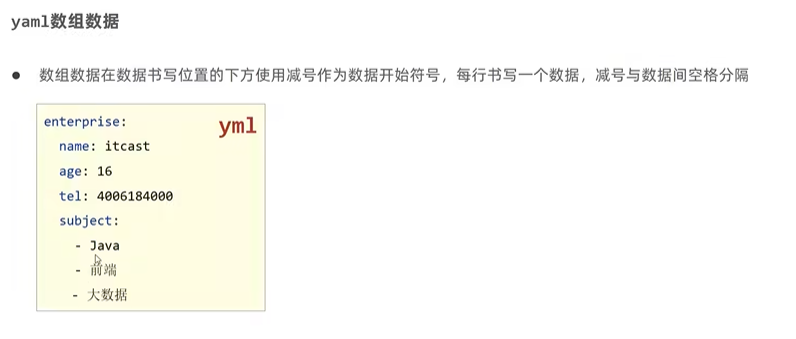 yaml数组数据
● 数组数据在数据书写位置的下方使用减号作为数据开始符号，每行书写一个数据，减号与数据间空格分隔
enterprise:
yml
name: itcast
age: 16
tel: 4006184000
subject:
- Java
- 前端
- 大数据